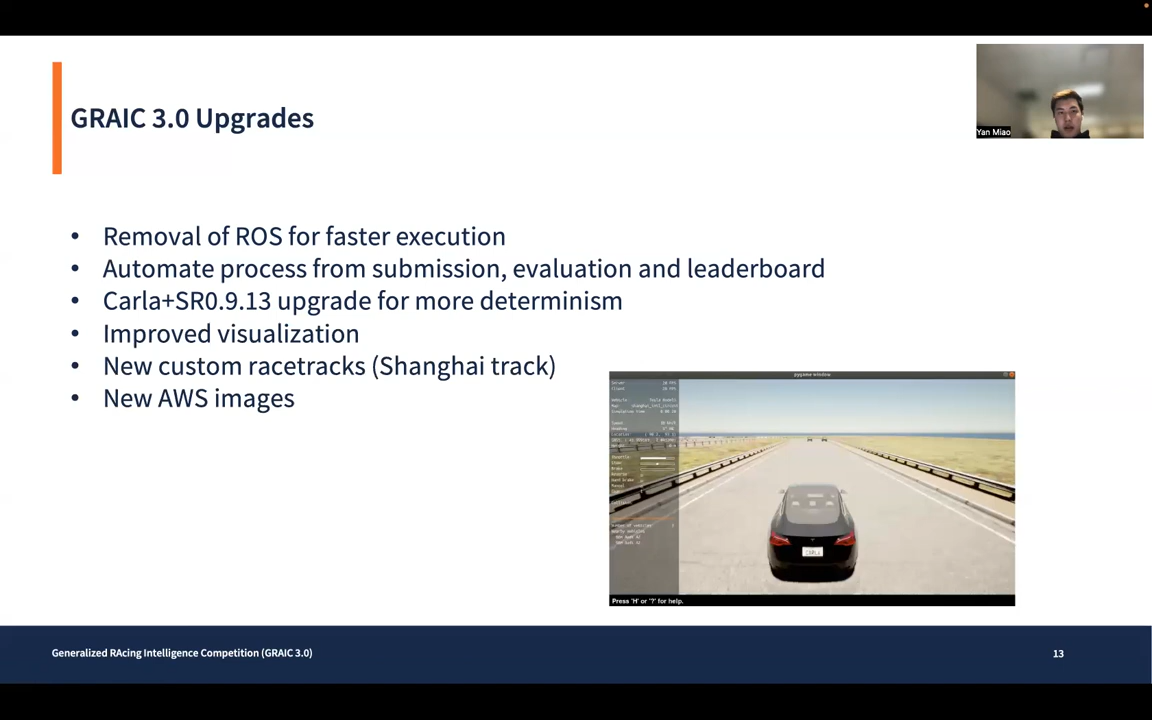 GRAIC 3.0 Upgrades
Yan Miao
• Removal of ROS for faster execution
• Automate process from submission, evaluation and leaderboard
• Carla+SR0.9.13 upgrade for more determinism
• Improved visualization
• New custom racetracks (Shanghai track)
• New AWS images
pygame window
Press 'H' or '?' for help.
Generalized RAcing Intelligence Competition (GRAIC 3.0)
13